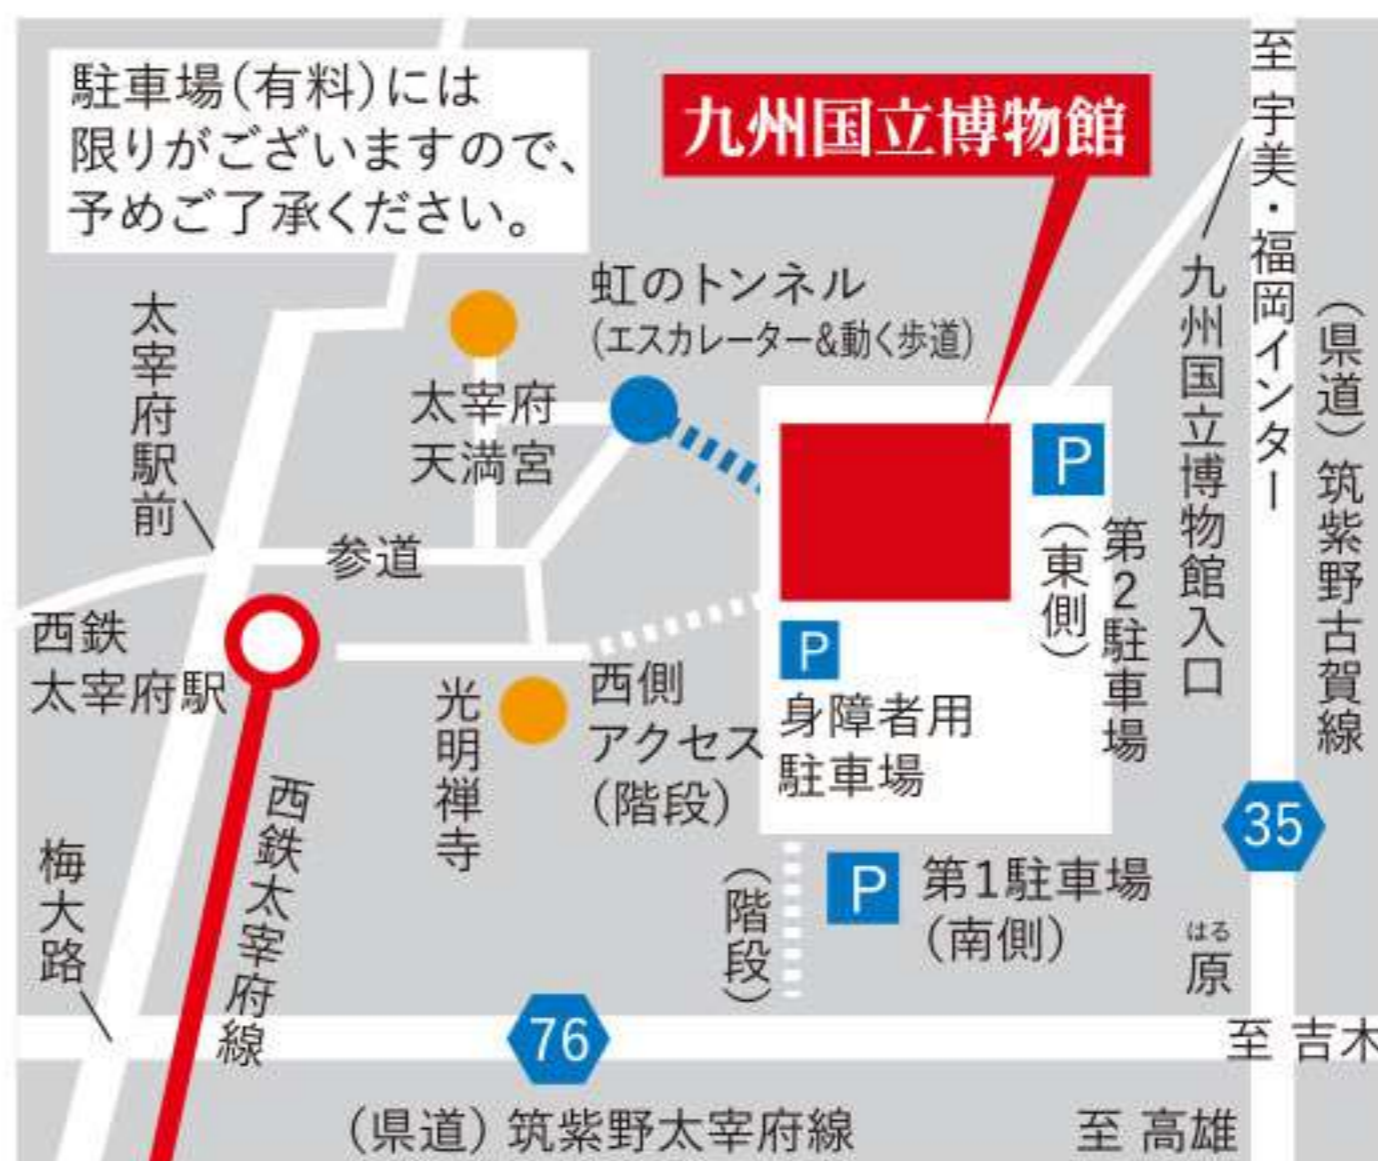 駐車場(有料)には
限りがございますので、
予めご了承ください。
九州国立博物館
至 宇美・福岡インター
九州国立博物館入口
(県道)筑紫野古賀線
虹のトンネル
(エスカレーター&動く歩道)
太宰府駅前
太宰府
天満宮
参道
P
第2駐車場
(東側)
西鉄
太宰府駅
P
身障者用
駐車場
光明禅寺
西側
アクセス
(階段)
西鉄太宰府線
梅大路
35
P
第1駐車場
(南側)
(階段)
はる
原
76
至 吉木
(県道)筑紫野太宰府線
至 高雄